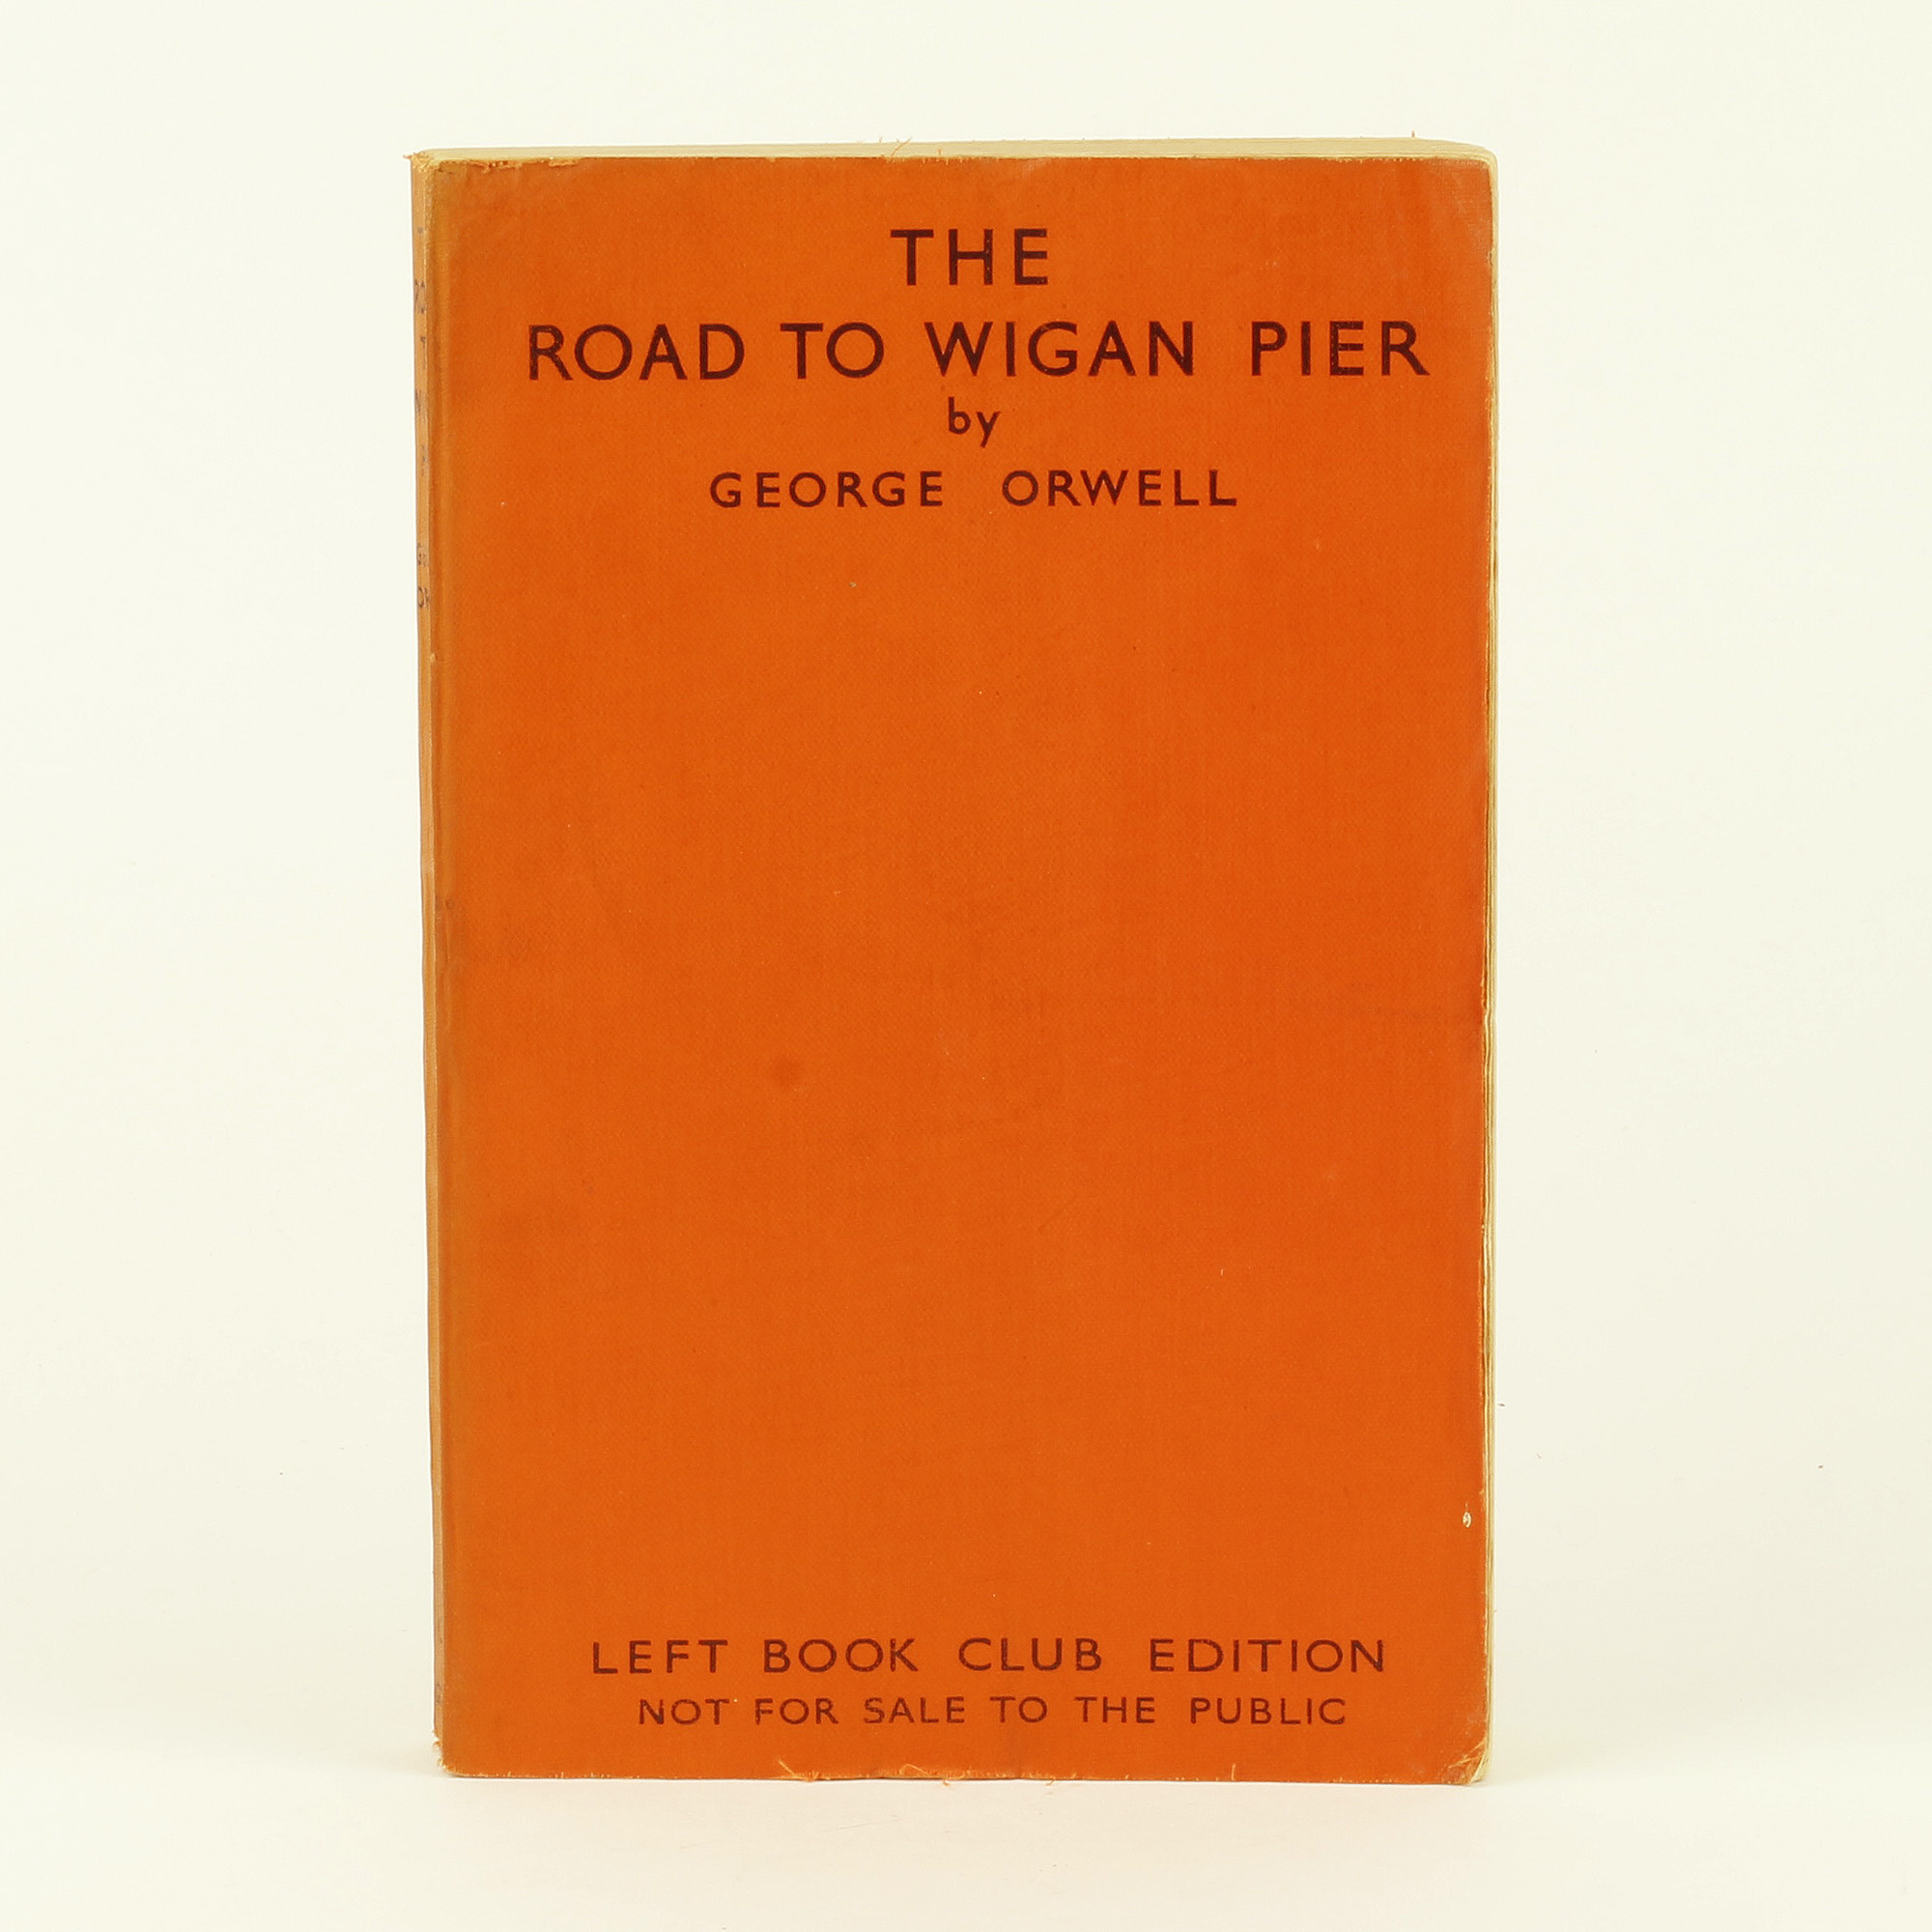 THE
ROAD TO WIGAN PIER
by
GEORGE ORWELL
LEFT BOOK CLUB EDITION
NOT FOR SALE TO THE PUBLIC